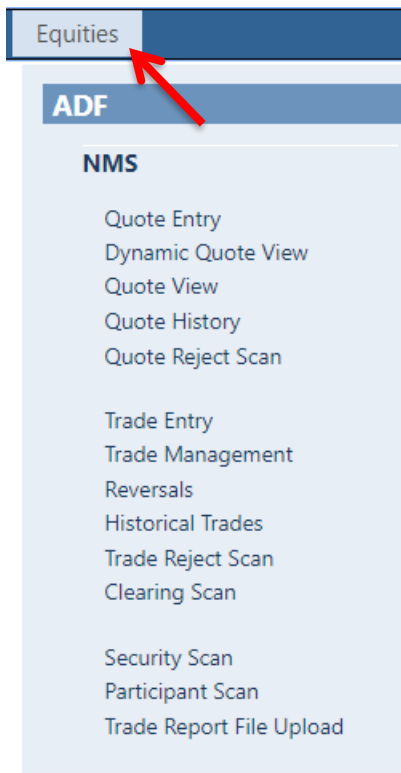 Equities
ADF
NMS
Quote Entry
Dynamic Quote View
Quote View
Quote History
Quote Reject Scan
Trade Entry
Trade Management
Reversals
Historical Trades
Trade Reject Scan
Clearing Scan
Security Scan
Participant Scan
Trade Report File Upload